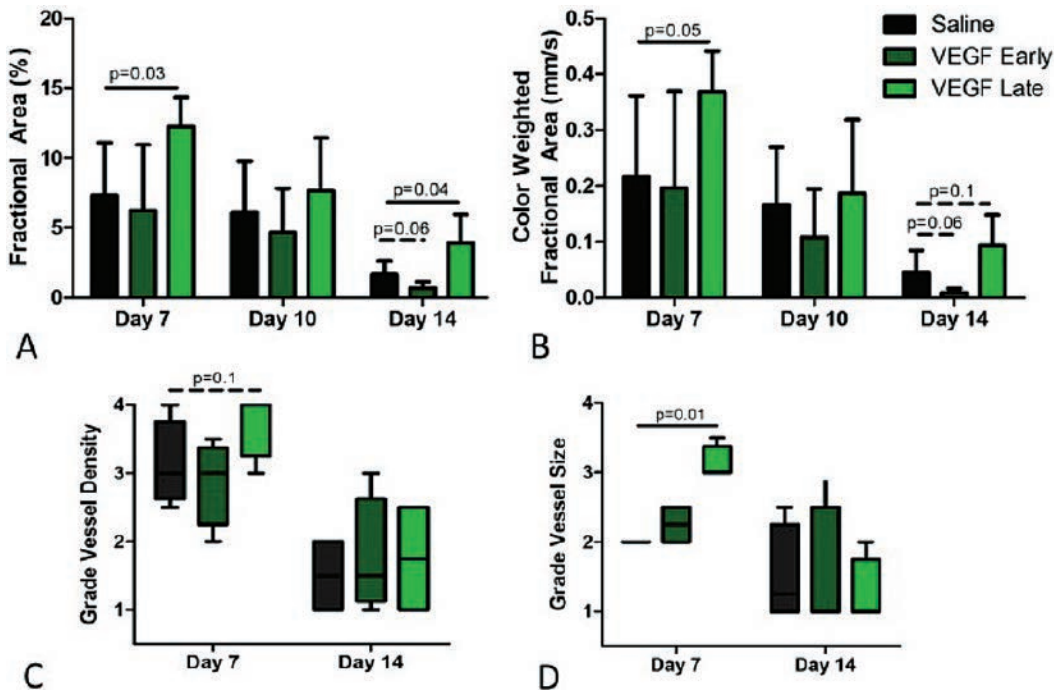 Fractional Area (%)
20
15
10
5
0
p=0.03
p=0.04
p=0.06
Day 7
Day 10
Day 14
A
Color Weighted
Fractional Area (mm/s)
0.5
0.4
0.3
0.2
0.1
0.0
p=0.05
p=0.1
p=0.06
Day 7
Day 10
Day 14
B
Saline
VEGF Early
VEGF Late
Grade Vessel Density
4
3
2
1
p=0.1
Day 7
Day 14
C
Grade Vessel Size
4
3
2
1
p=0.01
Day 7
Day 14
D